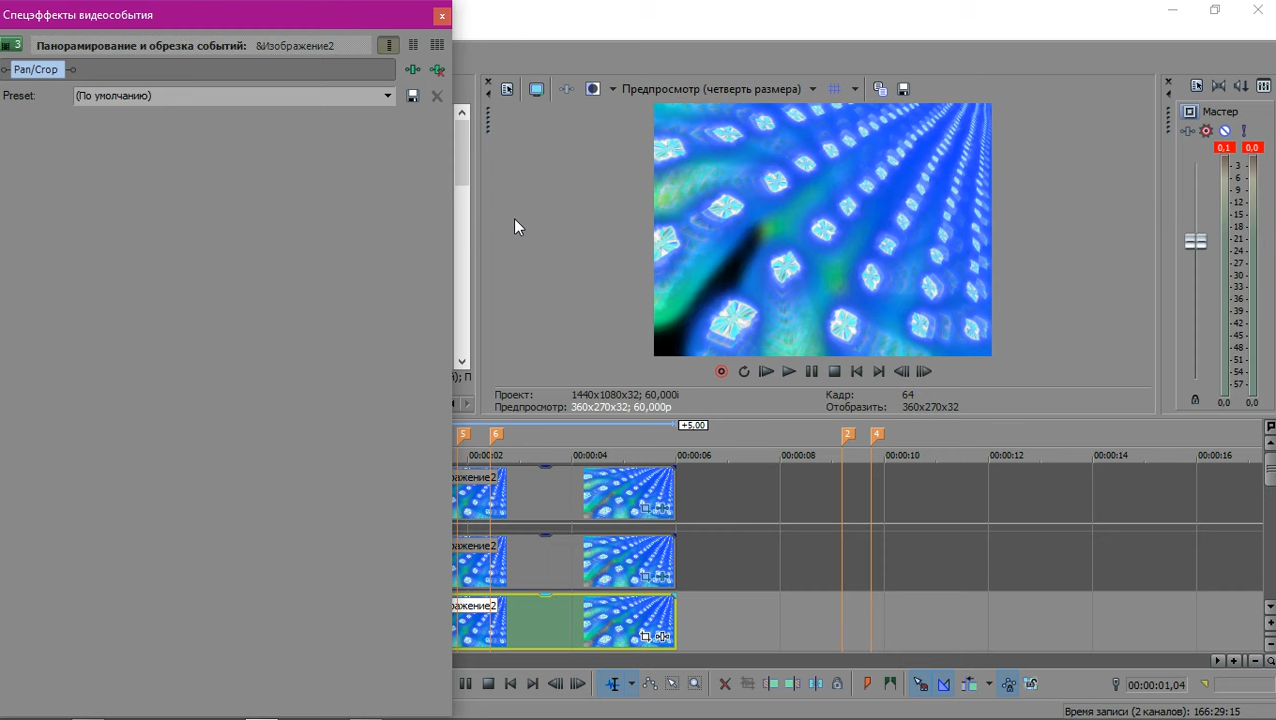 Спецэффекты видеособытия
3
Панорамирование и обрезка событий:
&Изображение2
Pan/Crop
Preset:
(По умолчанию)
Предпросмотр (четверть размера)
Мастер
0,1
0,0
3
6
9
12
15
18
21
24
27
30
33
36
39
42
45
48
51
54
57
0,0
0,0
й); П
Проект:
1440x1080x32; 60,000i
Кадр:
64
Предпросмотр:
360x270x32; 60,000p
Отобразить:
360x270x32
+5.00
5
6
2
4
00:00:02
00:00:04
00:00:06
00:00:08
00:00:10
00:00:12
00:00:14
00:00:16
ражение2
ражение2
ражение2
00:00:01,04
Время записи (2 каналов): 166:29:15